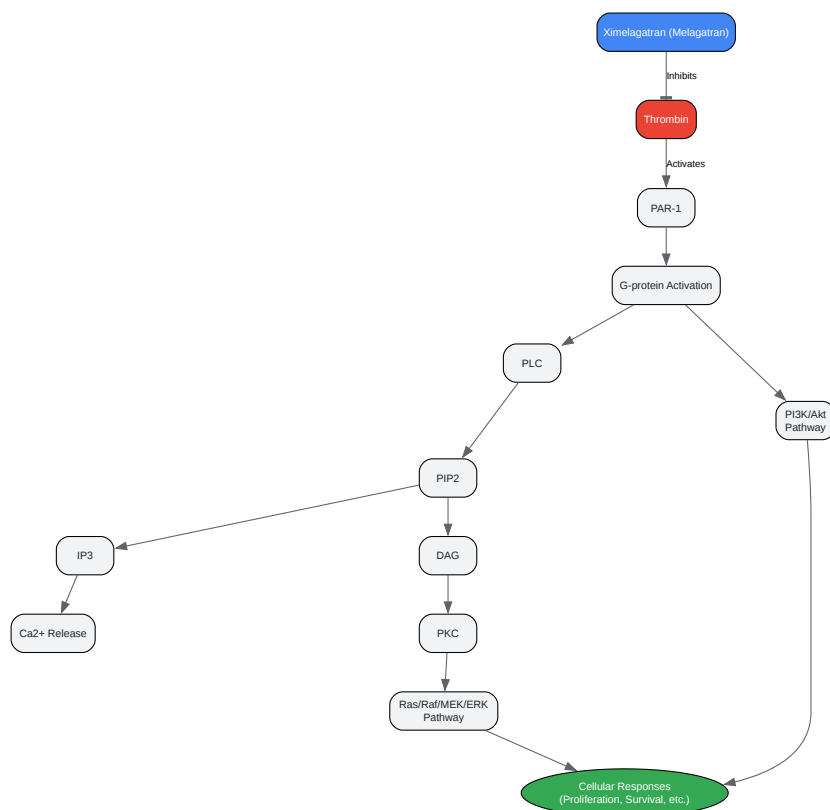 Ximelagatran (Melagatran)
Inhibits
Thrombin
Activates
PAR-1
G-protein Activation
PLC
PI3K/Akt
Pathway
PIP2
IP3
DAG
Ca2+ Release
PKC
Ras/Raf/MEK/ERK
Pathway
Cellular Responses
(Proliferation, Survival, etc.)